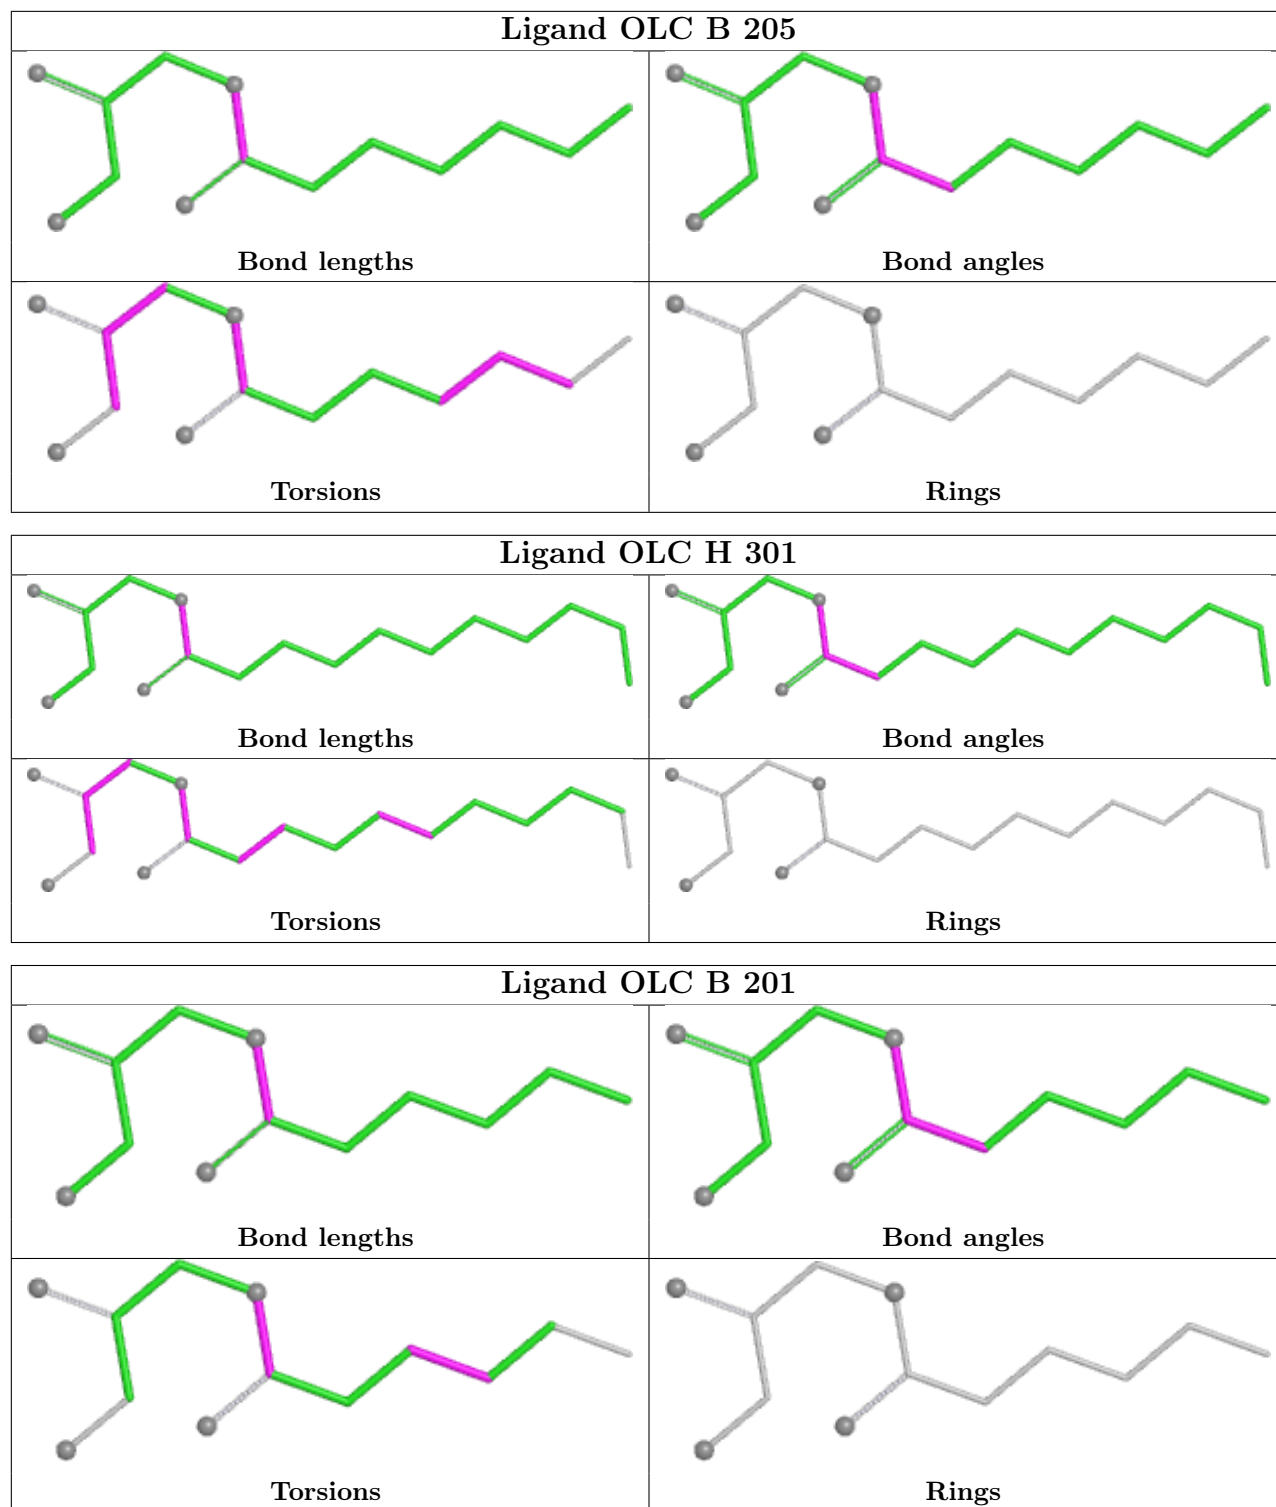 Ligand OLC B 205
Bond lengths
Bond angles
Torsions
Rings
Ligand OLC H 301
Bond lengths
Bond angles
Torsions
Rings
Ligand OLC B 201
Bond lengths
Bond angles
Torsions
Rings